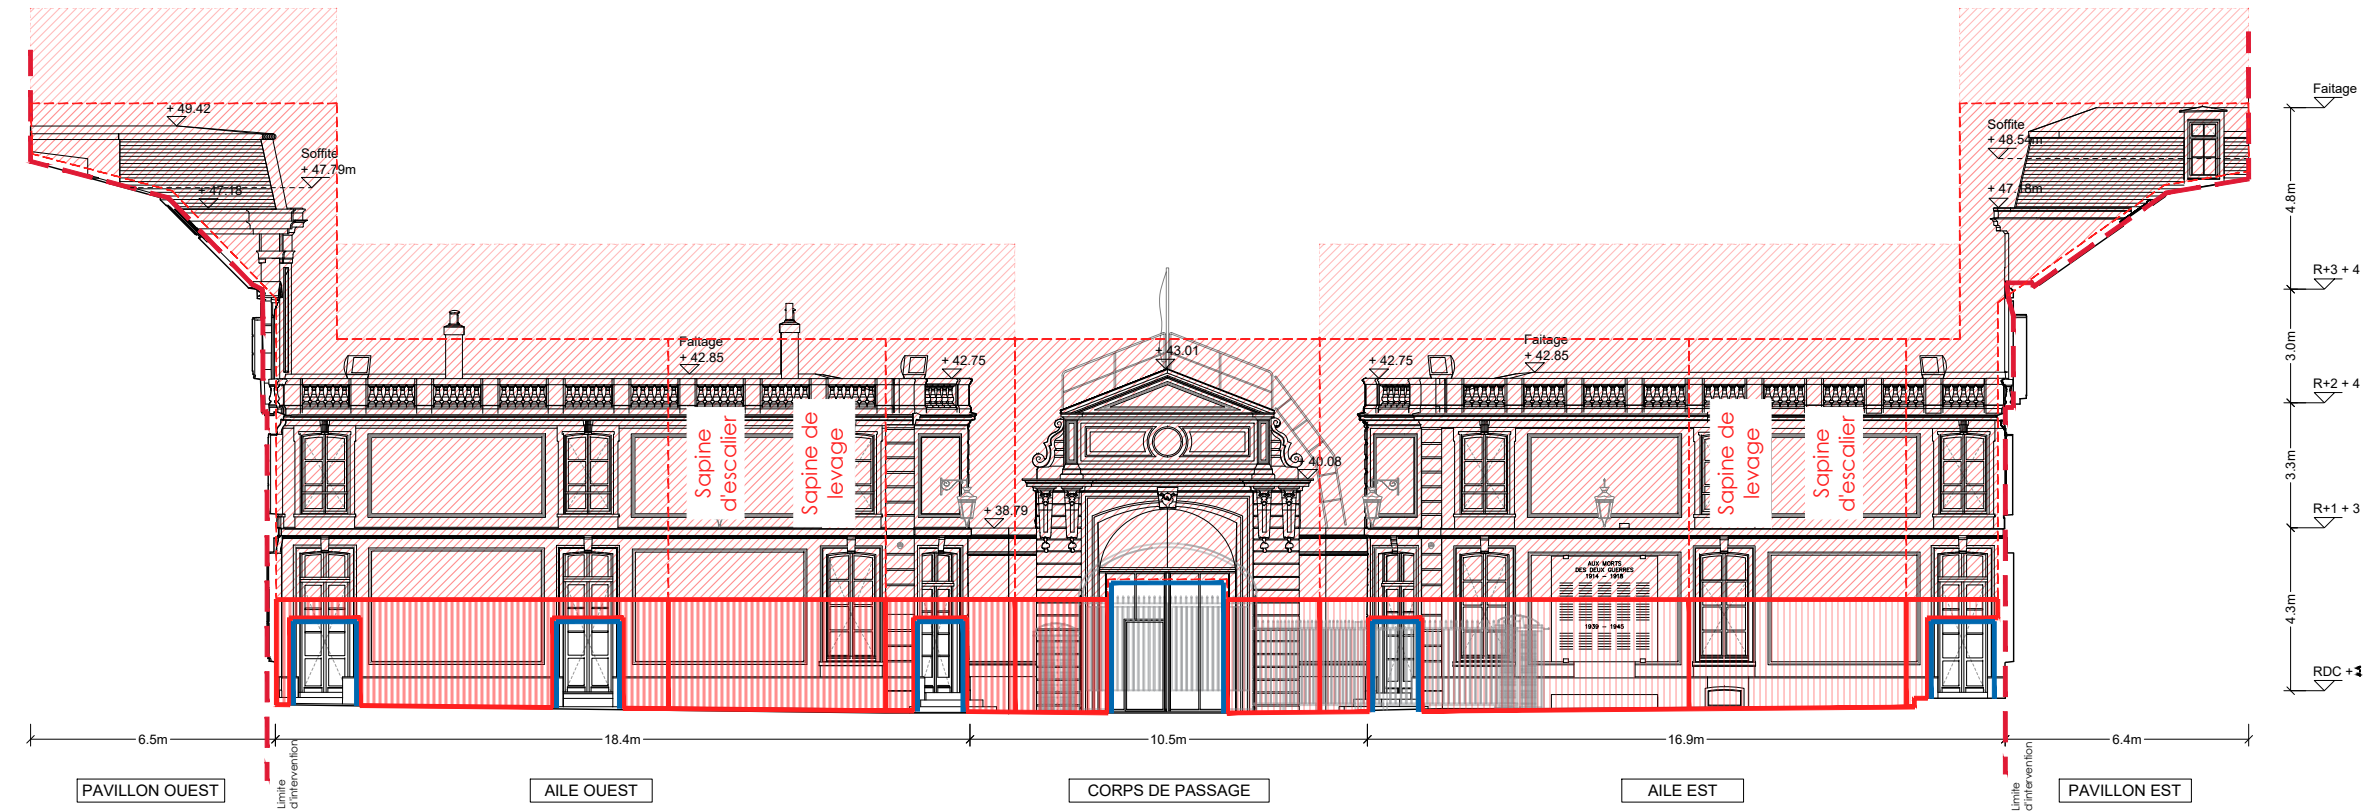 Faitage
+ 49.42
Soffite
+ 48.54m
Soffite
+ 47.79m
+ 47.18
+ 47.18m
4.8m
R+3 + 4
3.0m
Faitage
+ 42.85
+ 42.75
+ 43.01
+ 42.75
Faitage
+ 42.85
R+2 + 4
Sapine
d'escalier
Sapine de
levage
Sapine de
levage
Sapine
d'escalier
40.08
3.3m
+ 38.79
R+1 + 3
AUX MORTS
DES DEUX GUERRES
1914 - 1918
1939 - 1945
4.3m
RDC +
6.5m
18.4m
10.5m
16.9m
6.4m
Limite
d'intervention
Limite
d'intervention
PAVILLON OUEST
AILE OUEST
CORPS DE PASSAGE
AILE EST
PAVILLON EST